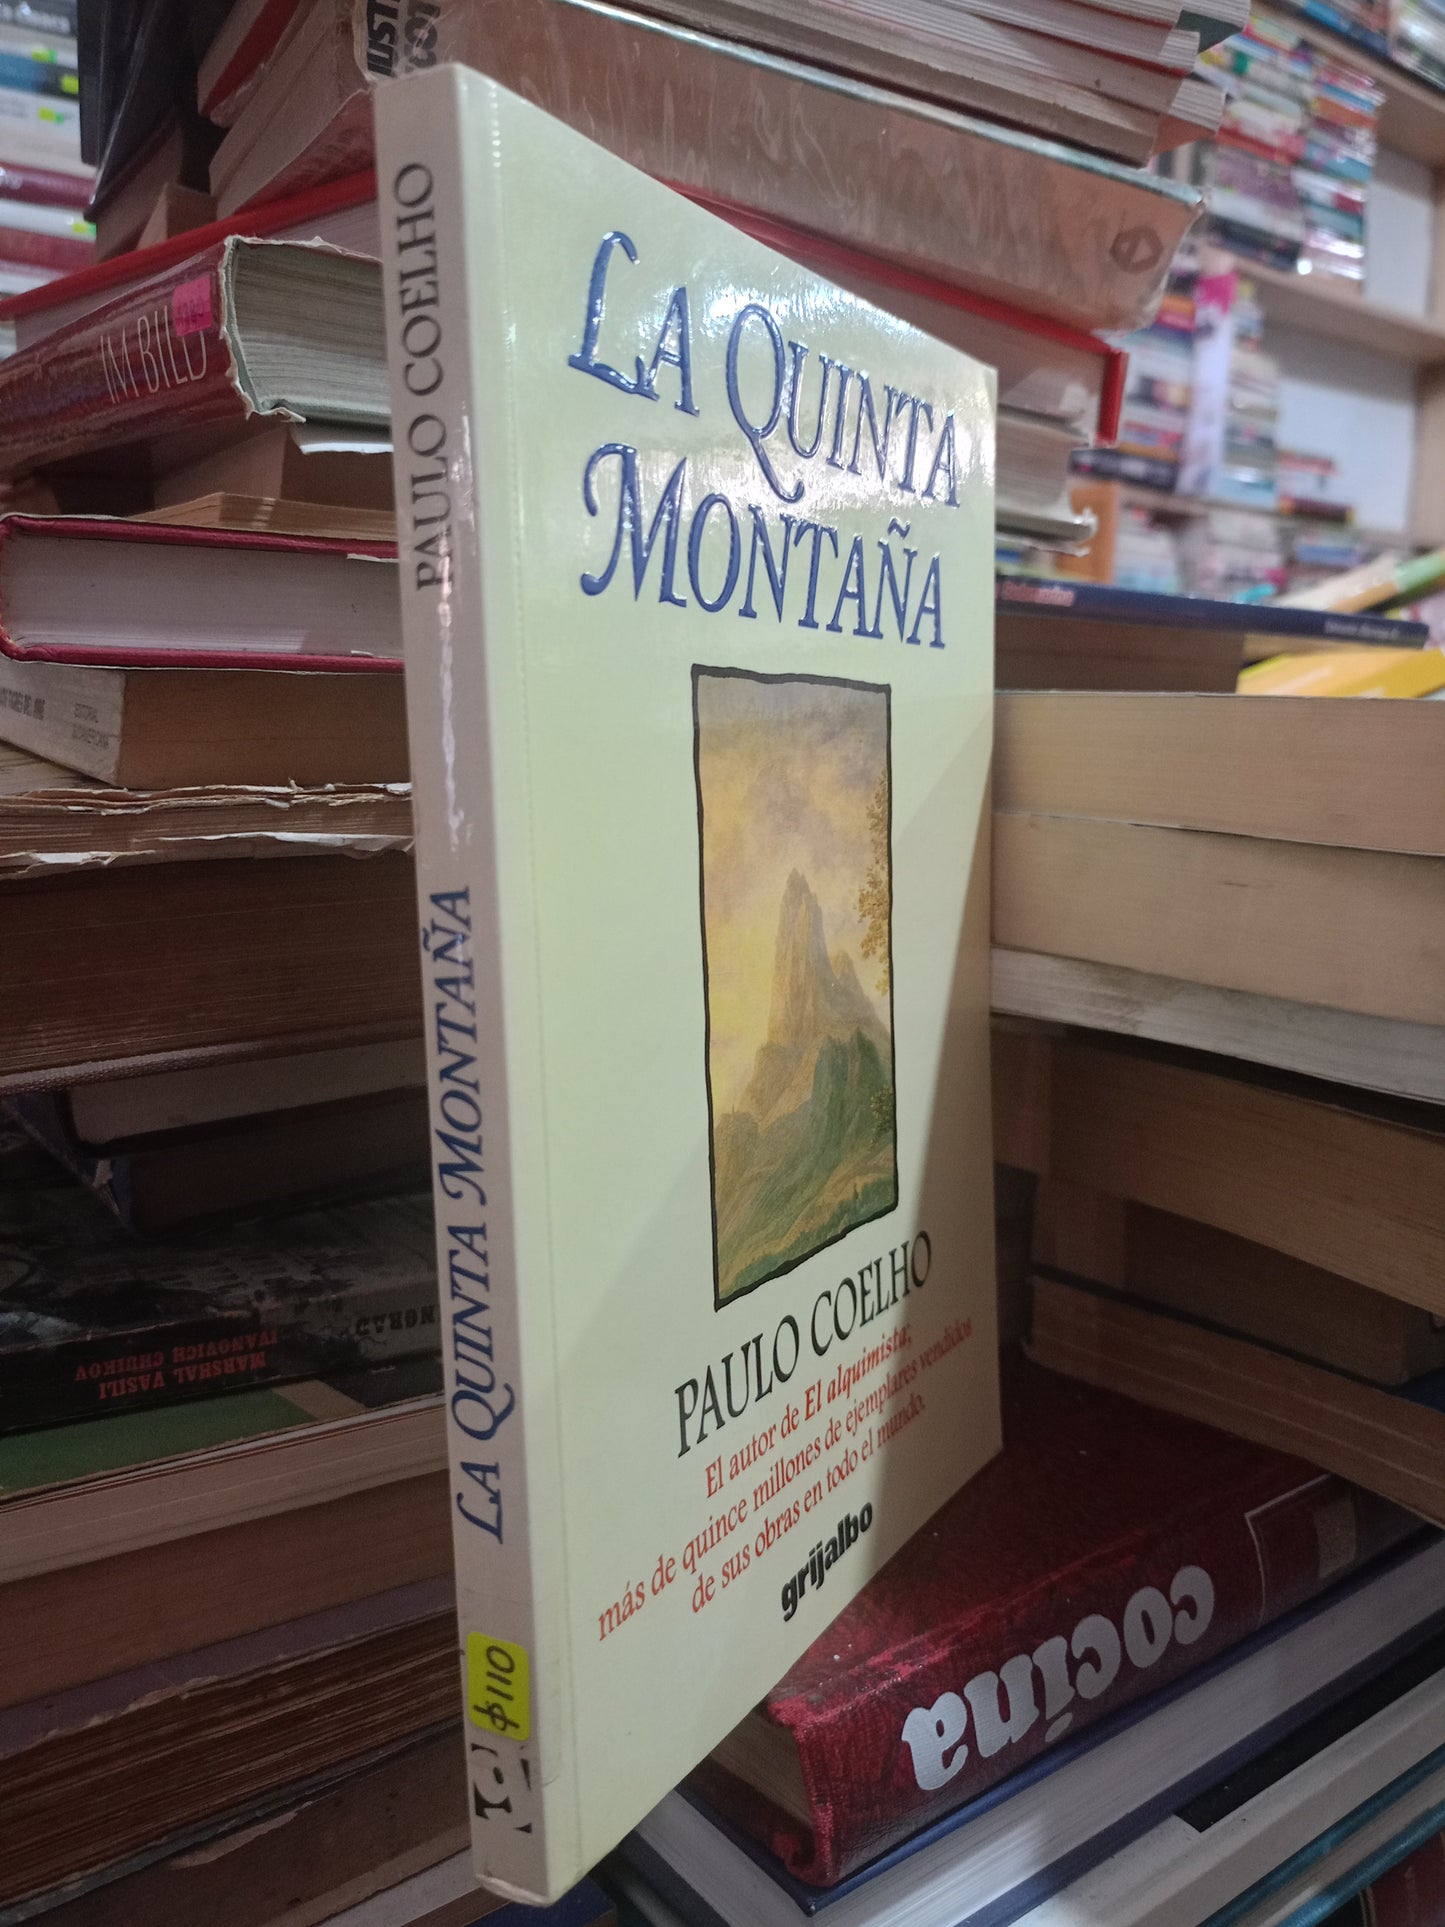 LA QUINTA
MONTAÑA
PAULO COELHO
El autor de El alquimista;
más de quince millones de ejemplares vendidos
de sus obras en todo el mundo.
grijalbo
PAULO COELHO
LA QUINTA MONTAÑA
$110
IM BILD
EDITORIAL
SUDAMERICANA
MARSHAL VASILI
IVANOVICH CHUIKOV
cocina